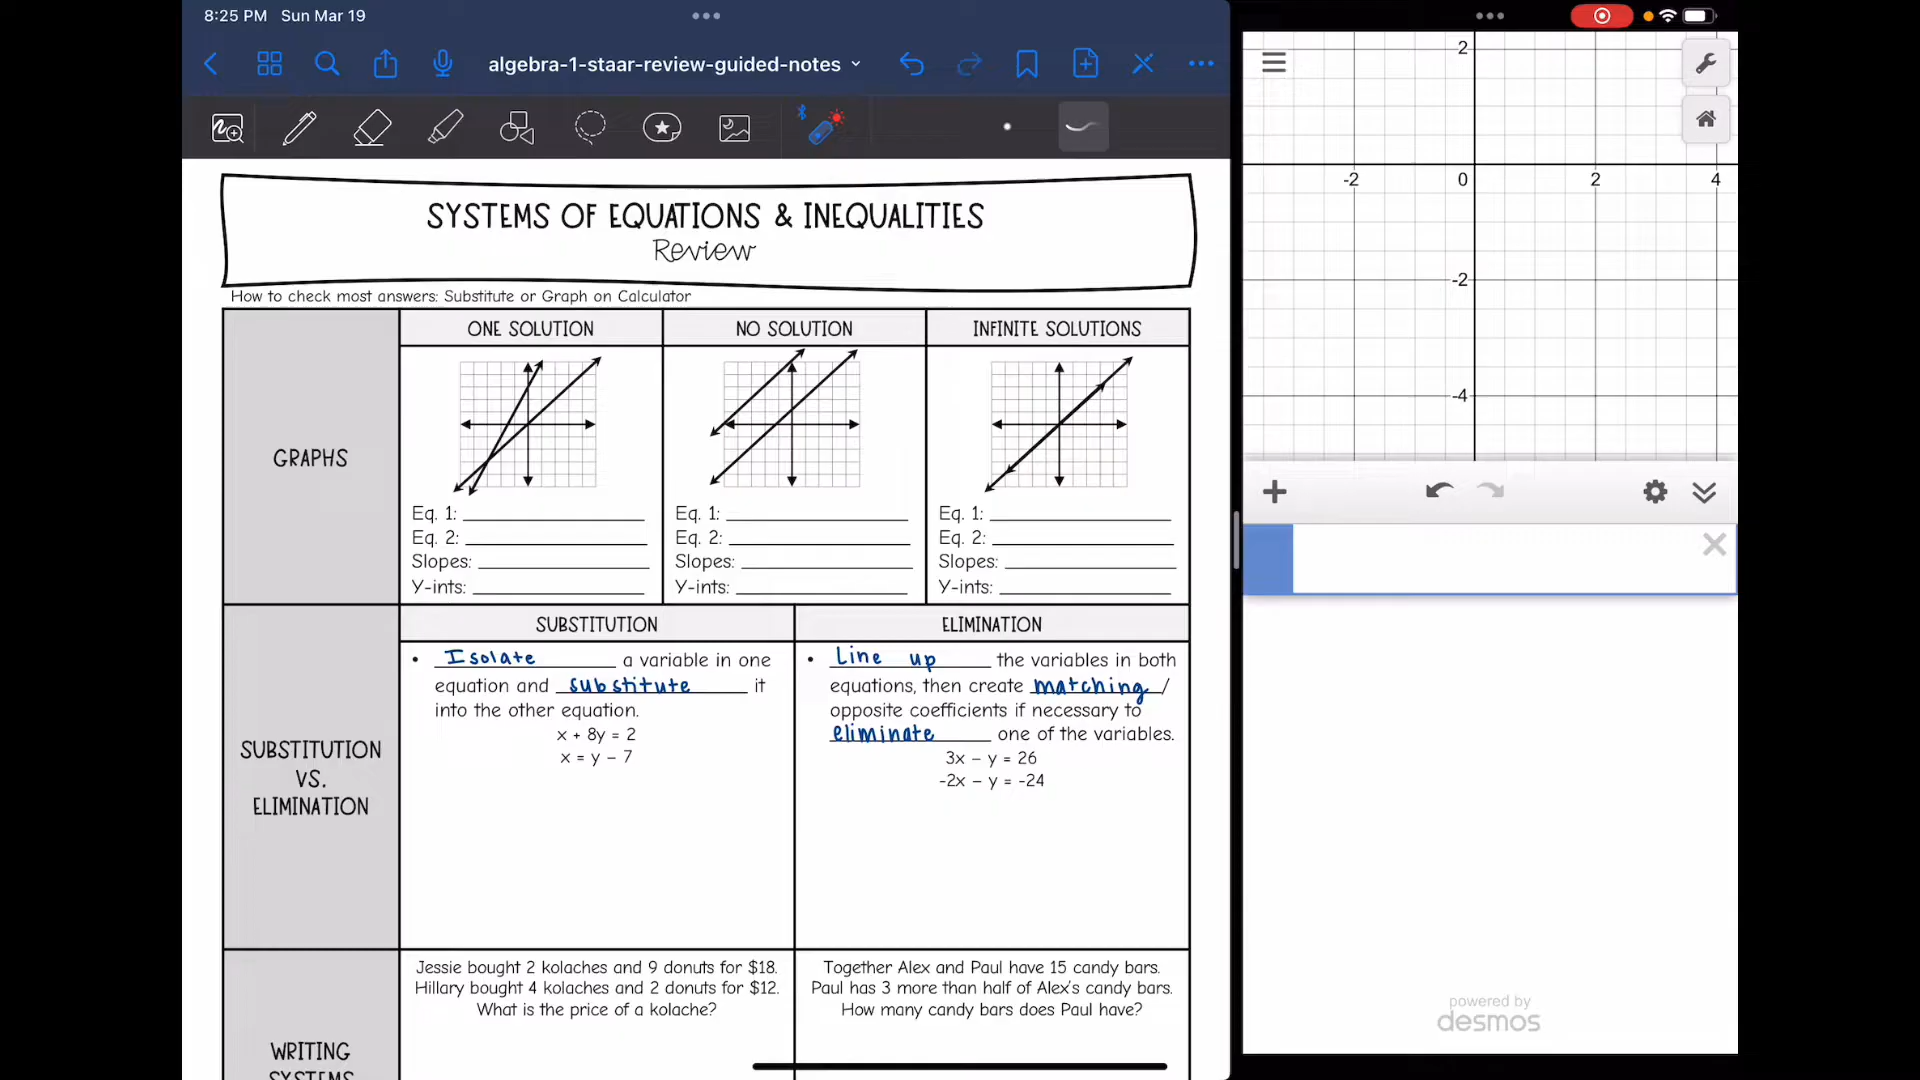 8:25 PM Sun Mar 19
algebra-1-staar-review-guided-notes
SYSTEMS OF EQUATIONS & INEQUALITIES
Review
How to check most answers: Substitute or Graph on Calculator
ONE SOLUTION
NO SOLUTION
INFINITE SOLUTIONS
GRAPHS
Eq. 1:
Eq. 2:
Slopes:
Y-ints:
Eq. 1:
Eq. 2:
Slopes:
Y-ints:
Eq. 1:
Eq. 2:
Slopes:
Y-ints:
SUBSTITUTION
VS.
ELIMINATION
SUBSTITUTION
• Isolate a variable in one
equation and substitute it
into the other equation.
x + 8y = 2
x = y – 7
ELIMINATION
• Line up the variables in both
equations, then create matching/
opposite coefficients if necessary to
eliminate one of the variables.
3x – y = 26
-2x – y = -24
WRITING
SYSTEMS
Jessie bought 2 kolaches and 9 donuts for $18.
Hillary bought 4 kolaches and 2 donuts for $12.
What is the price of a kolache?
Together Alex and Paul have 15 candy bars.
Paul has 3 more than half of Alex's candy bars.
How many candy bars does Paul have?
2
-2
0
2
4
-2
-4
powered by
desmos